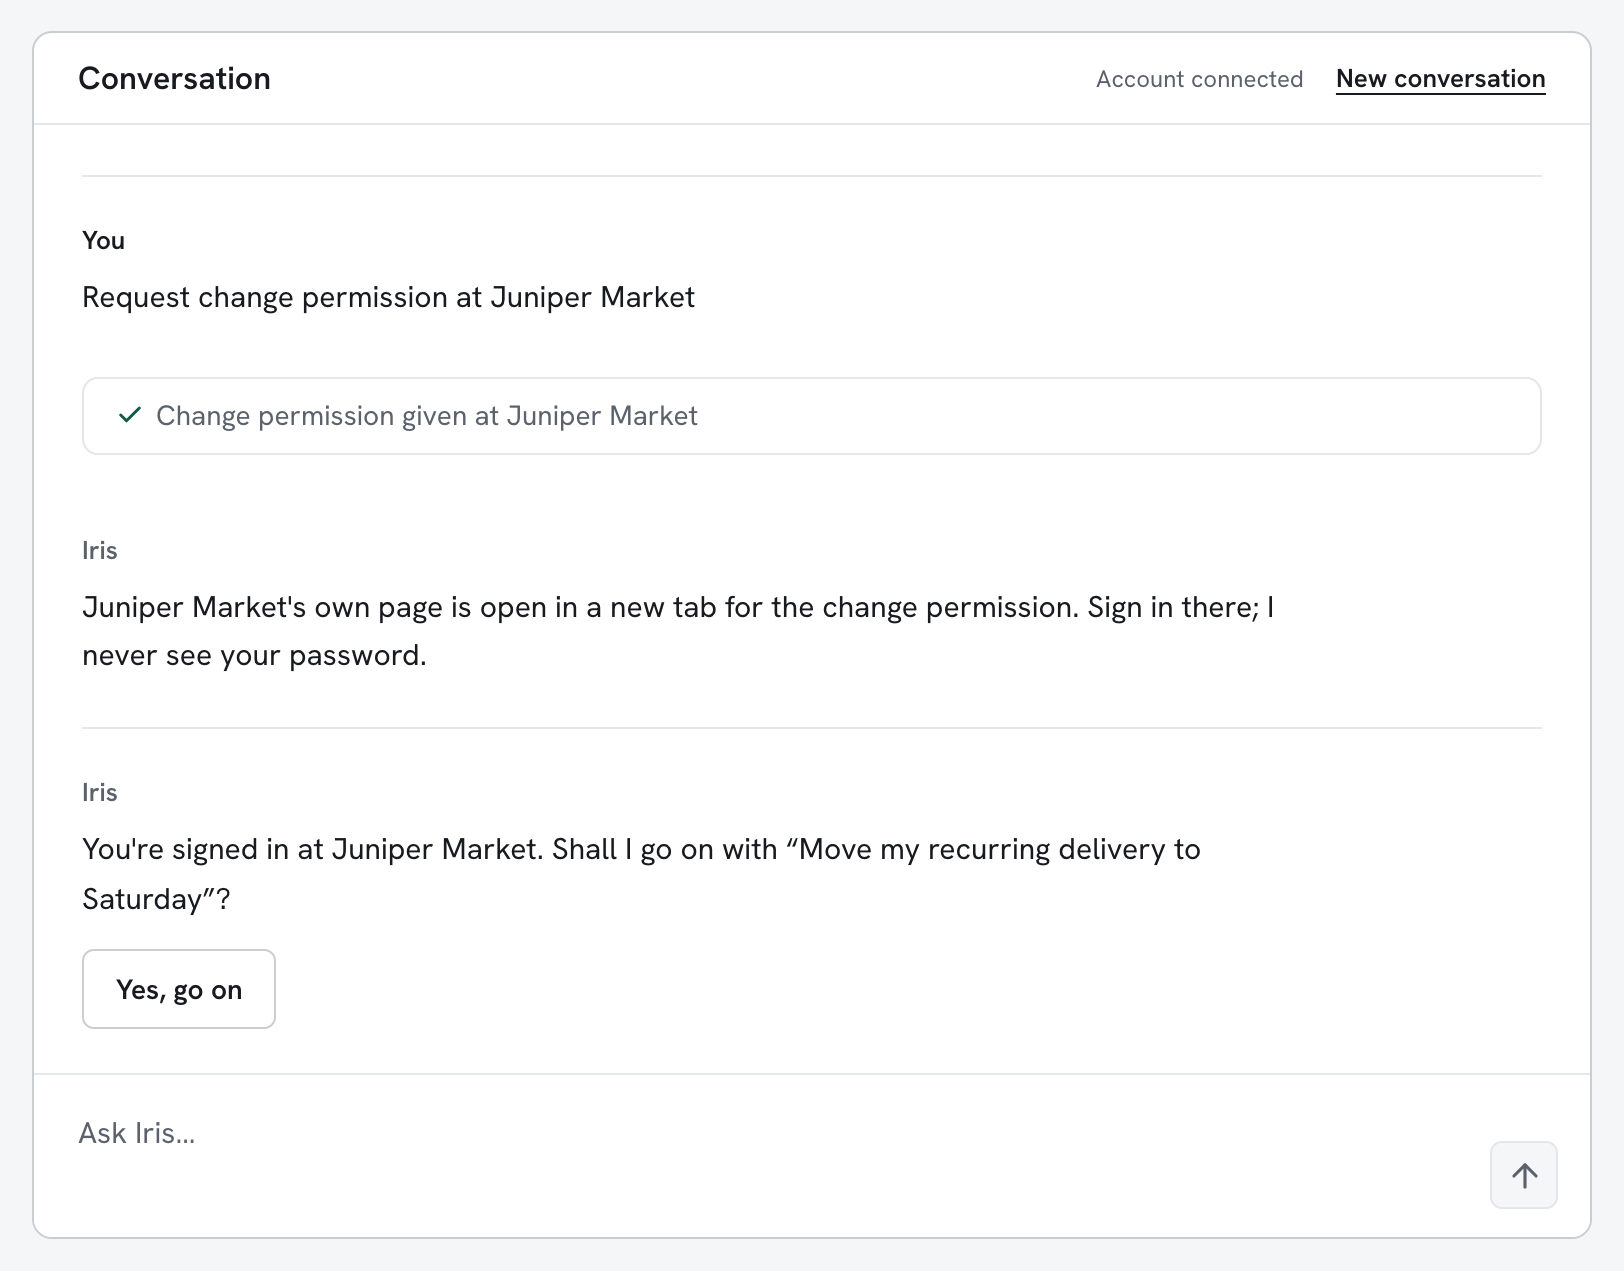 Conversation
Account connected
New conversation
You
Request change permission at Juniper Market
Change permission given at Juniper Market
Iris
Juniper Market's own page is open in a new tab for the change permission. Sign in there; I
never see your password.
Iris
You're signed in at Juniper Market. Shall I go on with “Move my recurring delivery to
Saturday”?
Yes, go on
Ask Iris...